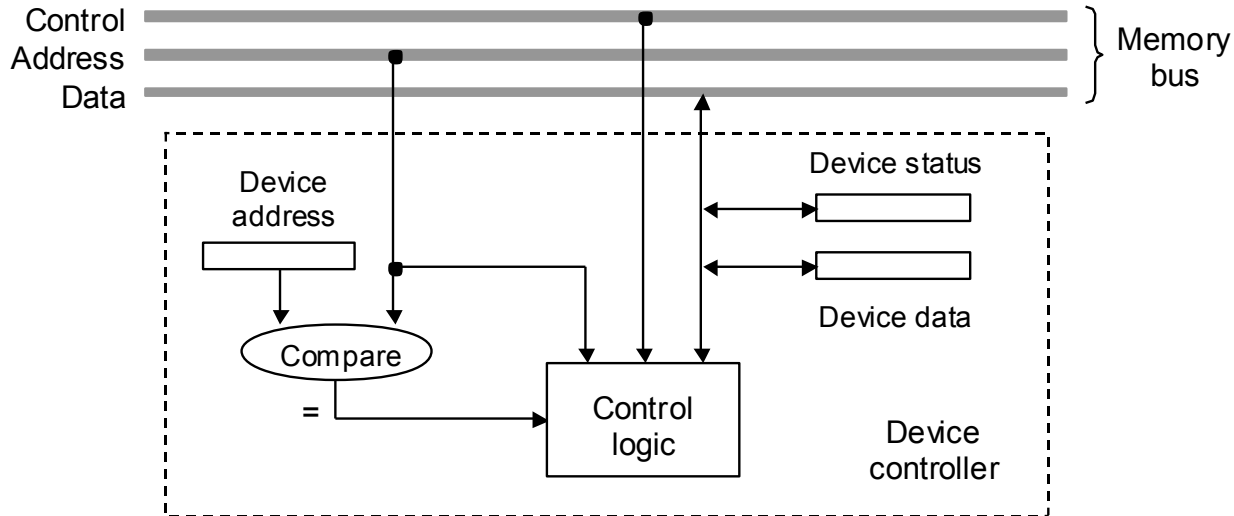 Control
Address
Data
Memory
bus
Device status
Device
address
Device data
Compare
=
Control
logic
Device
controller